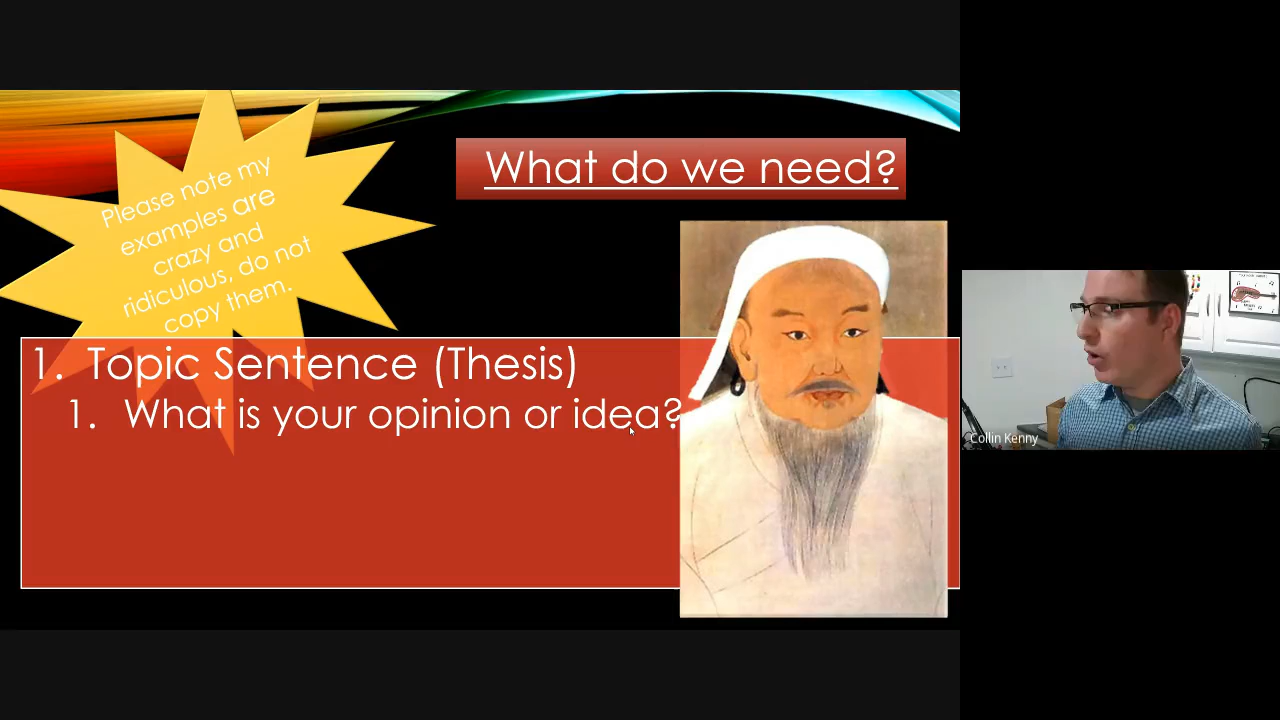 What do we need?
Please note my
examples are
crazy and
ridiculous, do not
copy them.
1. Topic Sentence (Thesis)
1. What is your opinion or idea?
Collin Kenny